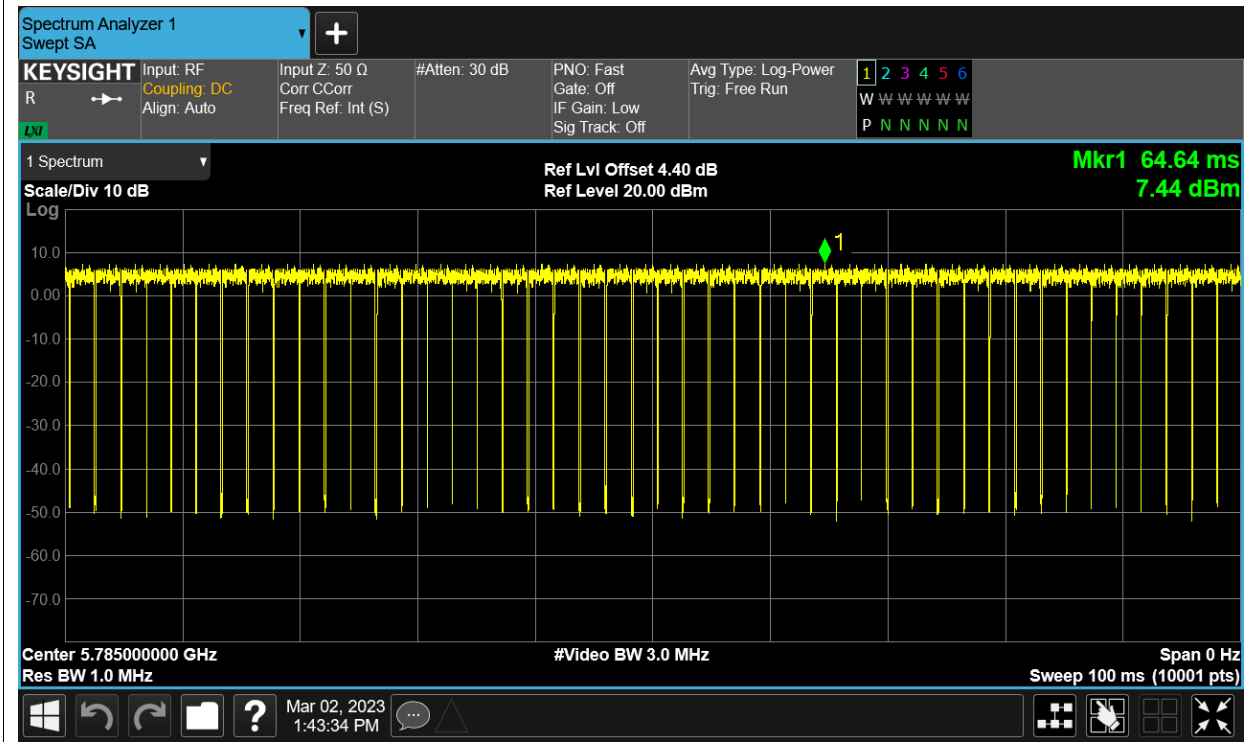 Spectrum Analyzer 1
Swept SA
KEYSIGHT
R
LXI
Input: RF
Coupling: DC
Align: Auto
Input Z: 50 Ω
Corr CCorr
Freq Ref: Int (S)
#Atten: 30 dB
PNO: Fast
Gate: Off
IF Gain: Low
Sig Track: Off
Avg Type: Log-Power
Trig: Free Run
1 2 3 4 5 6
W W W W W W
P N N N N N
1 Spectrum
Scale/Div 10 dB
Log
Ref Lvl Offset 4.40 dB
Ref Level 20.00 dBm
Mkr1 64.64 ms
7.44 dBm
1
10.0
0.00
-10.0
-20.0
-30.0
-40.0
-50.0
-60.0
-70.0
Center 5.785000000 GHz
Res BW 1.0 MHz
#Video BW 3.0 MHz
Span 0 Hz
Sweep 100 ms (10001 pts)
?
Mar 02, 2023
1:43:34 PM